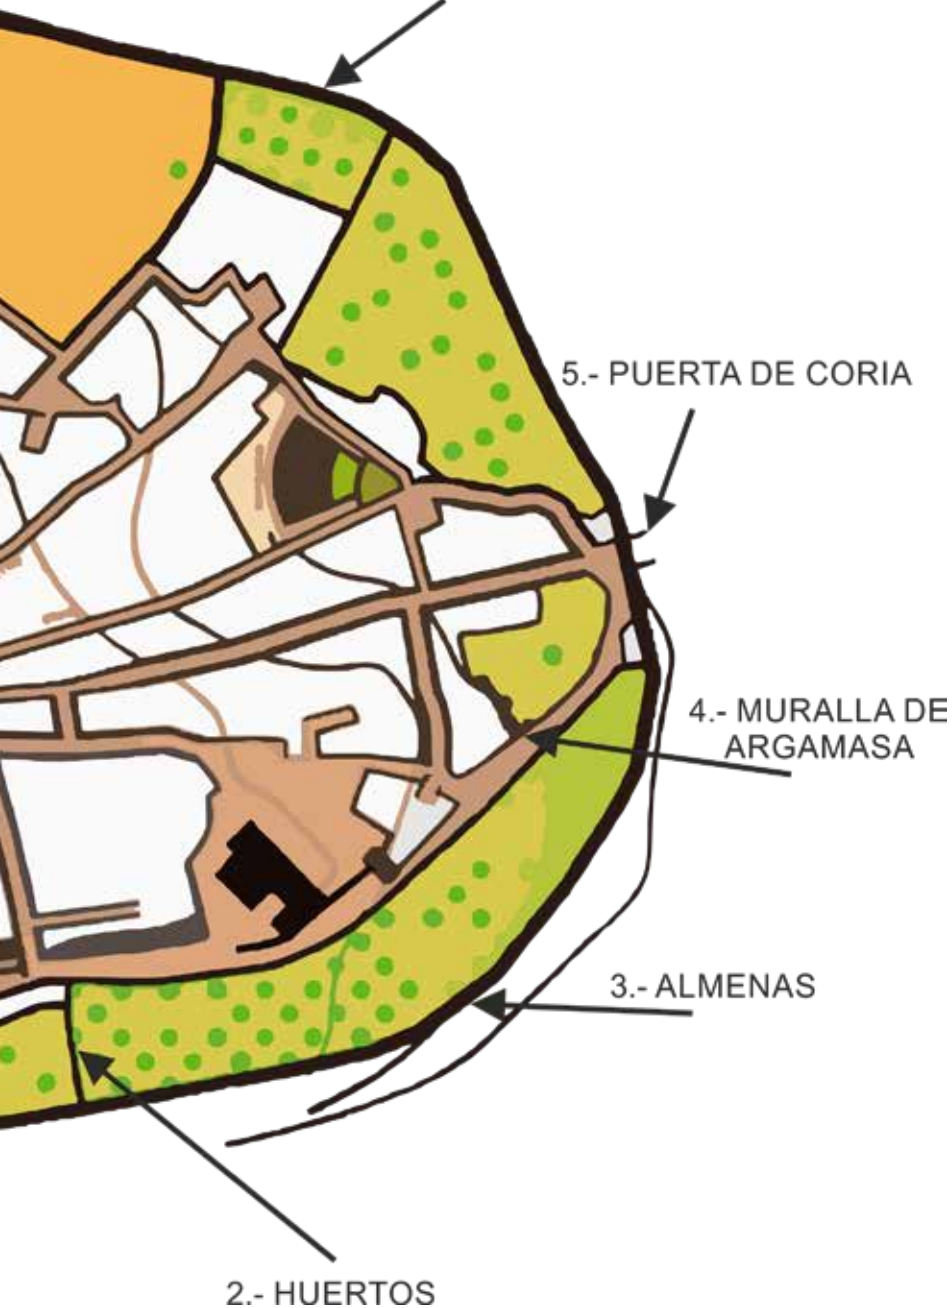 5.- PUERTA DE CORIA
4.- MURALLA DE
ARGAMASA
3.- ALMENAS
2.- HUERTOS